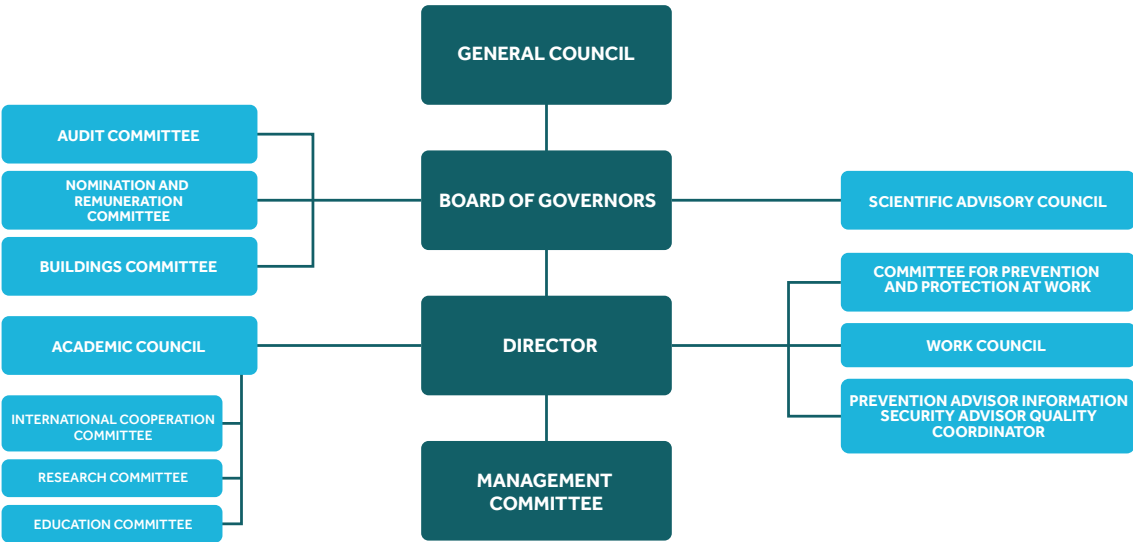 GENERAL COUNCIL
AUDIT COMMITTEE
NOMINATION AND
REMUNERATION
COMMITTEE
BUILDINGS COMMITTEE
BOARD OF GOVERNORS
SCIENTIFIC ADVISORY COUNCIL
COMMITTEE FOR PREVENTION
AND PROTECTION AT WORK
ACADEMIC COUNCIL
DIRECTOR
WORK COUNCIL
PREVENTION ADVISOR INFORMATION
SECURITY ADVISOR QUALITY
COORDINATOR
INTERNATIONAL COOPERATION
COMMITTEE
RESEARCH COMMITTEE
EDUCATION COMMITTEE
MANAGEMENT
COMMITTEE